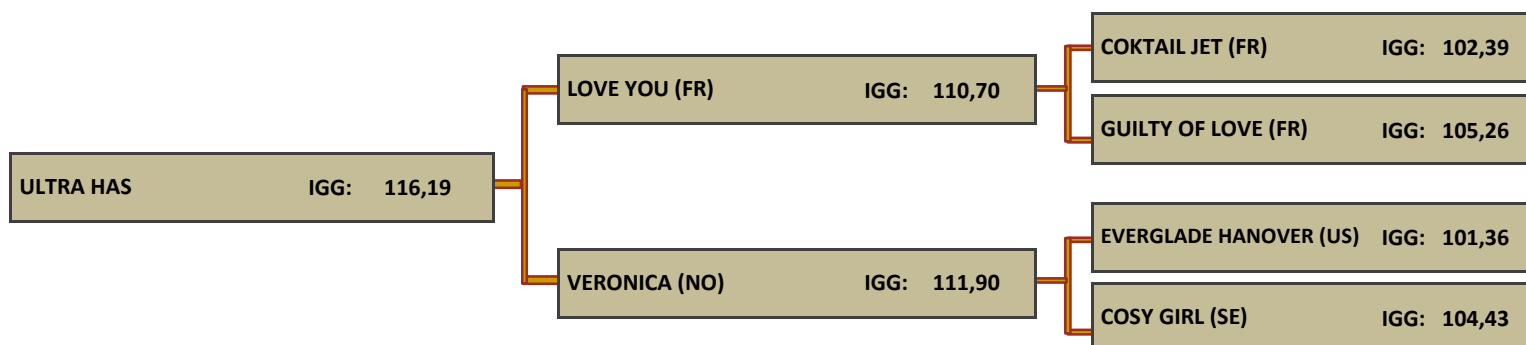 COKTAIL JET (FR) IGG: 102,39
LOVE YOU (FR) IGG: 110,70
GUILTY OF LOVE (FR) IGG: 105,26
ULTRA HAS IGG: 116,19
EVERGLADE HANOVER (US) IGG: 101,36
VERONICA (NO) IGG: 111,90
COSY GIRL (SE) IGG: 104,43